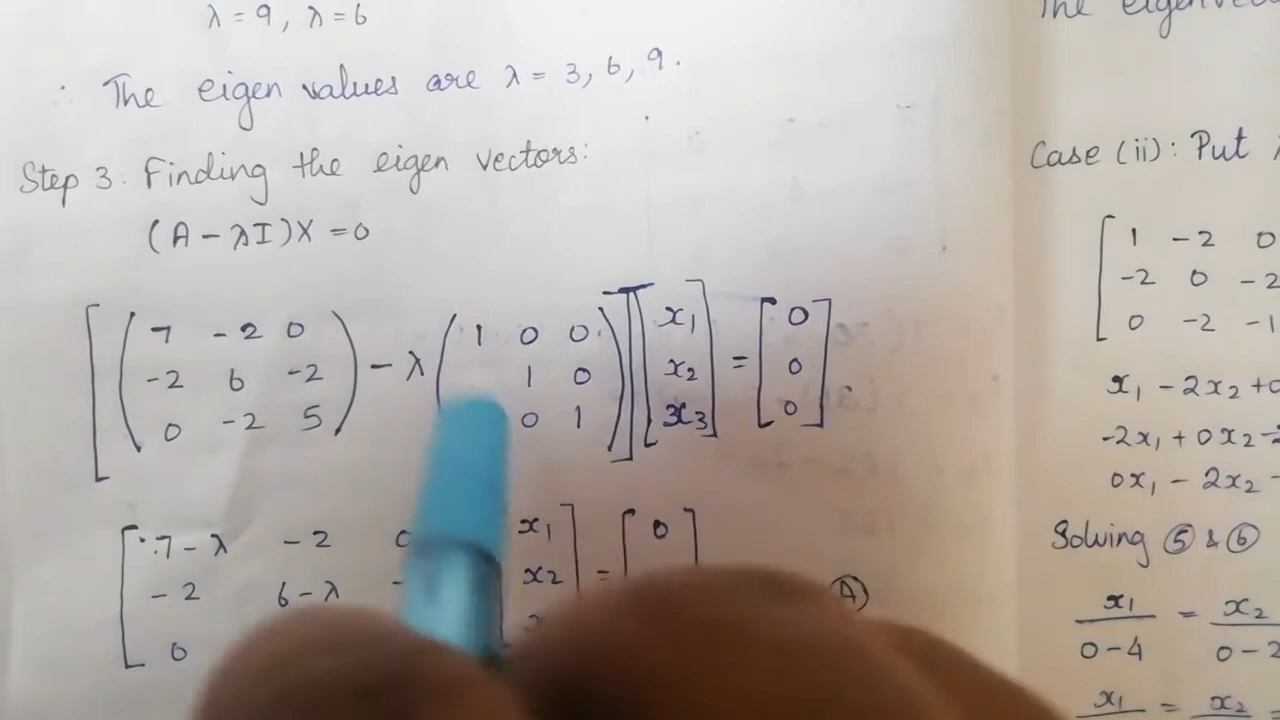 λ = 9, λ = 6
∴ The eigen values are λ = 3, 6, 9.
Step 3: Finding the eigen vectors:
(A - λI)X = 0
[ ( 7 -2 0 ) - λ ( 1 0 0 ) ] [ x₁ ] = [ 0 ]
-2 6 -2 1 0 x₂ 0
0 -2 5 0 1 x₃ 0
[ 7-λ -2 x₁ ] = [ 0 ]
-2 6-λ x₂
0
(A)
The
Case (ii): Put
[ 1 -2 0
-2 0 -2
0 -2 -1
x₁ - 2x₂ + 0
-2x₁ + 0x₂ -
0x₁ - 2x₂ -
Solving ⑤ & ⑥
x₁ = x₂
0-4 0-2
x₁ = x₂